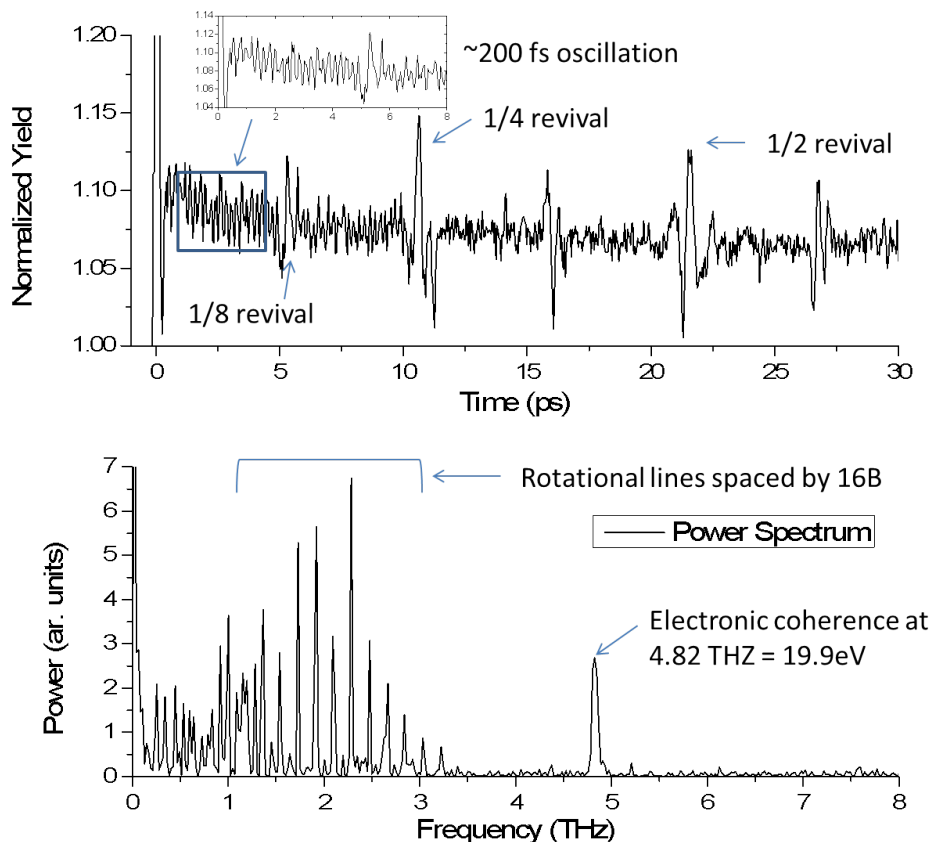 1.14
1.12
1.10
1.08
1.06
1.04
0 2 4 6 8
~200 fs oscillation
1/4 revival
1/2 revival
1/8 revival
1.20
1.15
1.10
1.05
1.00
Normalized Yield
0 5 10 15 20 25 30
Time (ps)
7
6
5
4
3
2
1
0
Power (ar. units)
Rotational lines spaced by 16B
Power Spectrum
Electronic coherence at
4.82 THZ = 19.9eV
0 1 2 3 4 5 6 7 8
Frequency (THz)